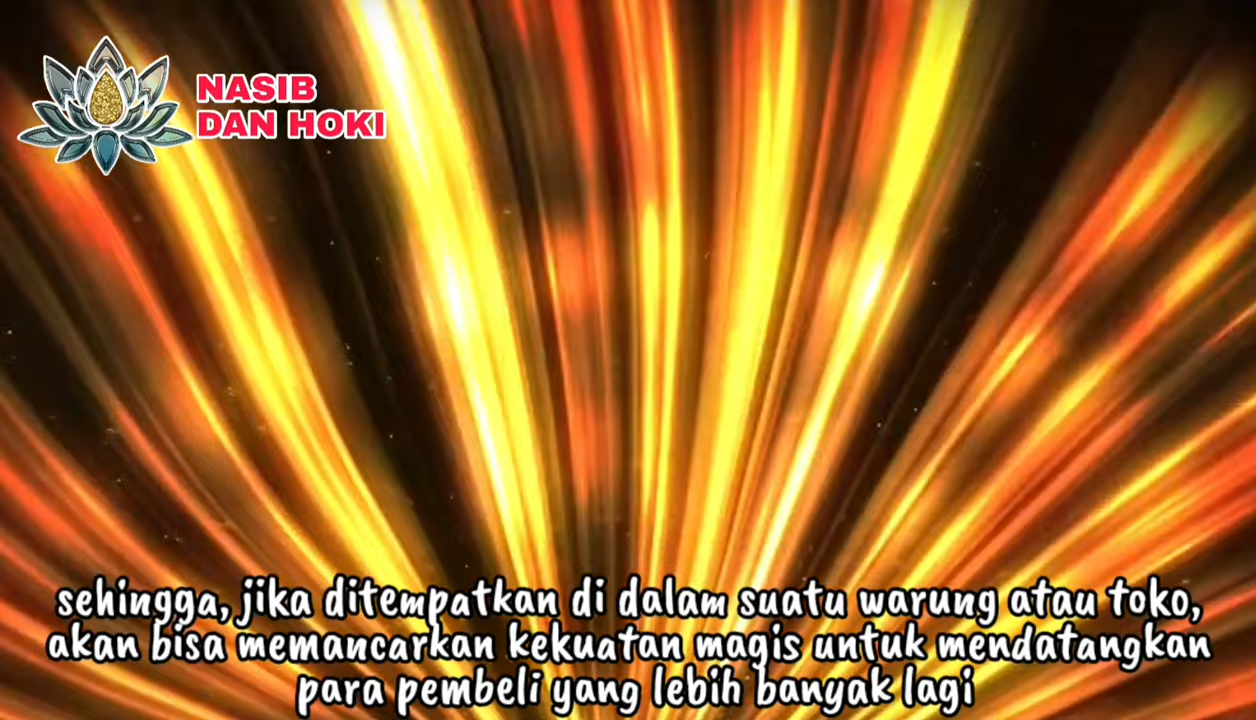 NASIB
DAN HOKI
sehingga, jika ditempatkan di dalam suatu warung atau toko,
akan bisa memancarkan kekuatan magis untuk mendatangkan
para pembeli yang lebih banyak lagi